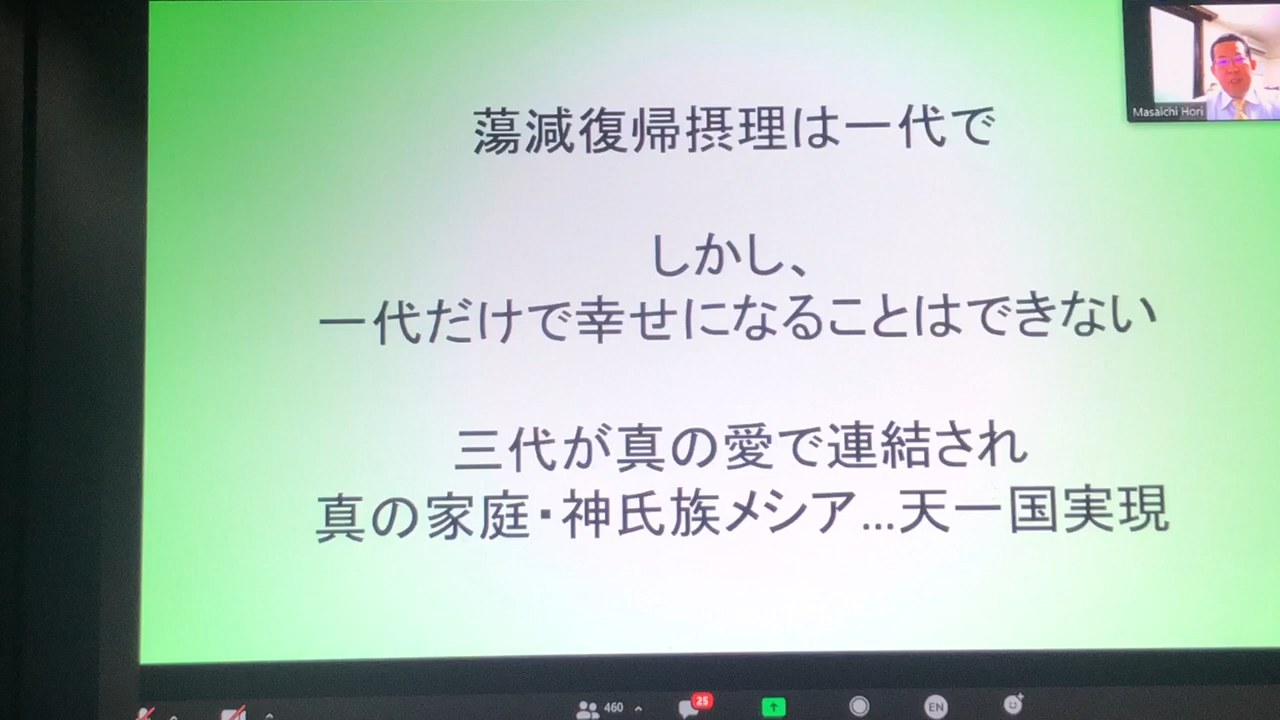 蕩減復帰摂理は一代で
しかし、
一代だけで幸せになることはできない
三代が真の愛で連結され
真の家庭・神氏族メシア...天一国実現
Masaichi Hori
460
25
EN